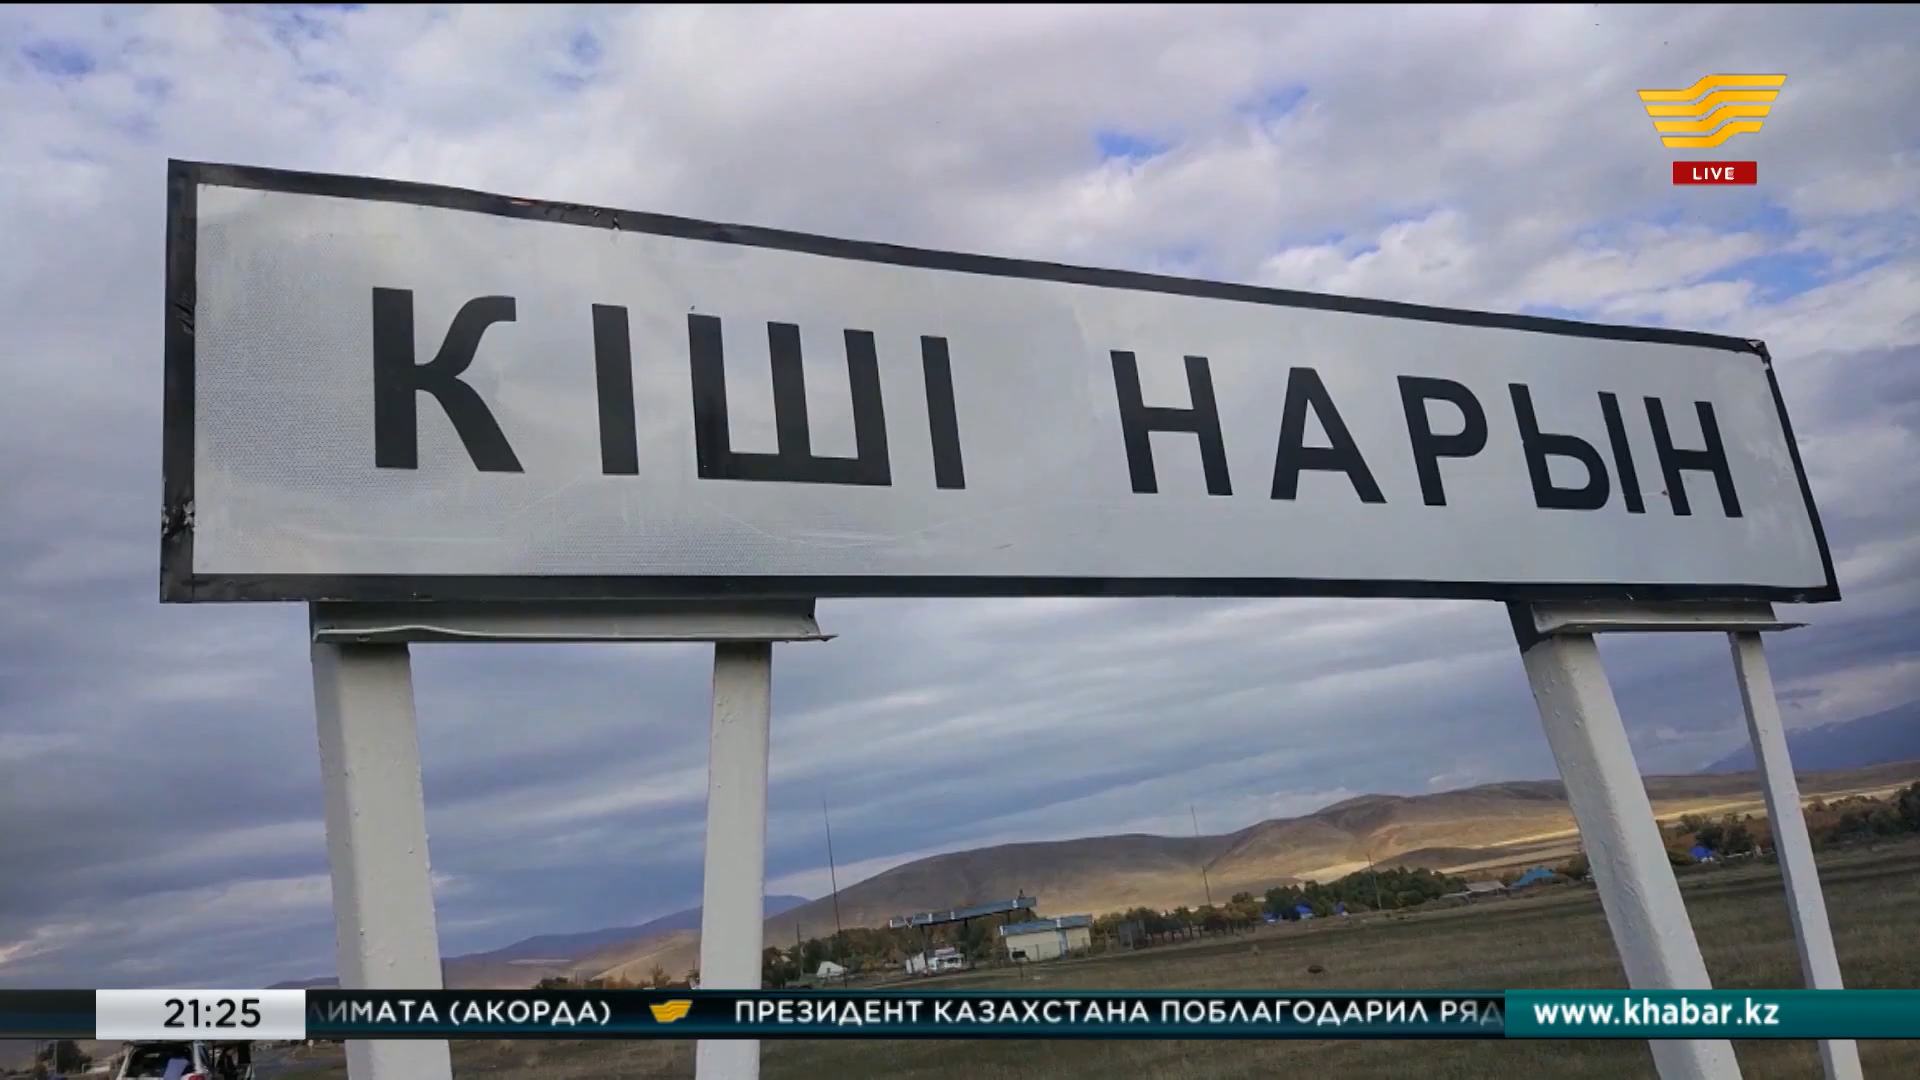 LIVE
КІШІ НАРЫН
21:25
ЛИМАТА (АКОРДА)
ПРЕЗИДЕНТ КАЗАХСТАНА ПОБЛАГОДАРИЛ РЯД
www.khabar.kz